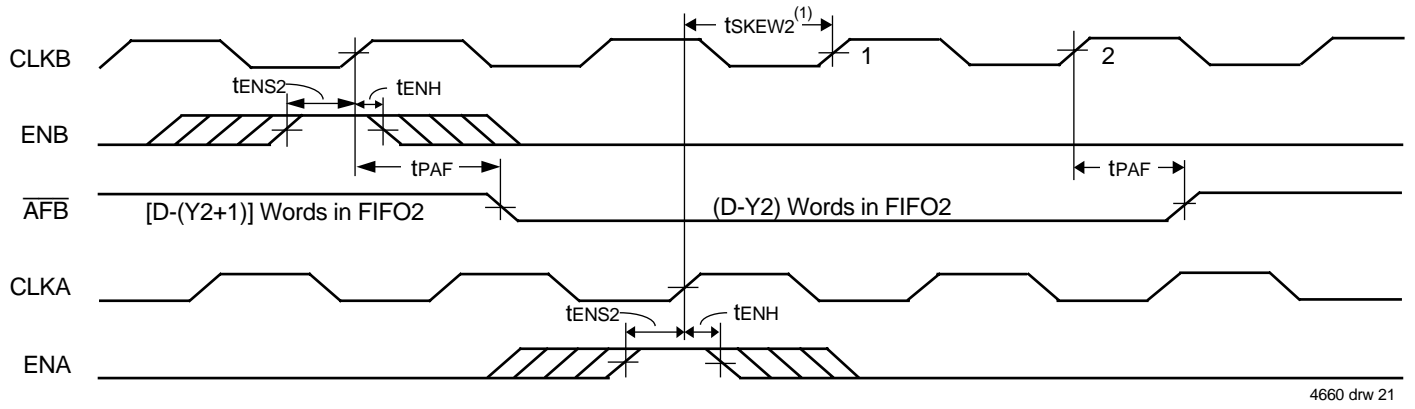 tSKEW2(1)
CLKB
1
2
tENS2
tENH
ENB
tPAF
tPAF
AFB
[D-(Y2+1)] Words in FIFO2
(D-Y2) Words in FIFO2
CLKA
tENS2
tENH
ENA
4660 drw 21